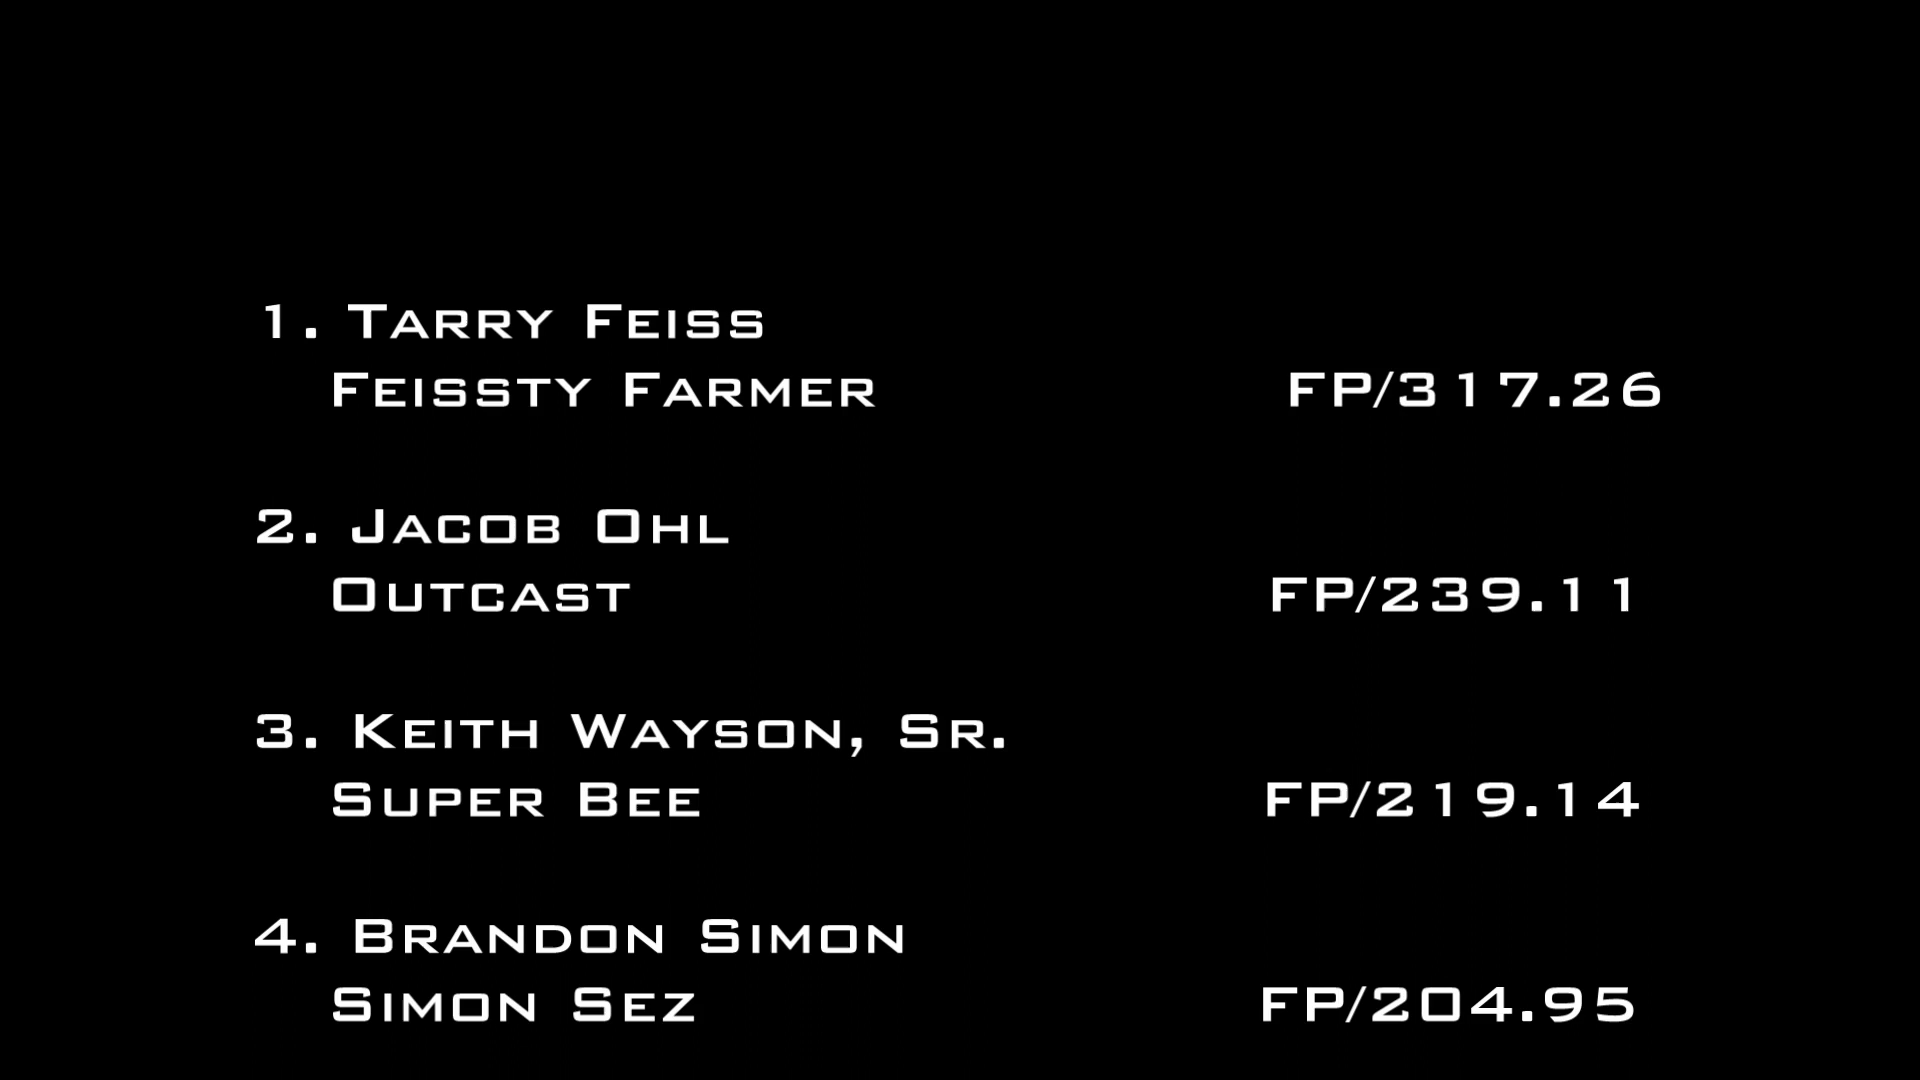 1. Tarry Feiss
Feissty Farmer FP/317.26
2. Jacob Ohl
Outcast FP/239.11
3. Keith Wayson, Sr.
Super Bee FP/219.14
4. Brandon Simon
Simon Sez FP/204.95